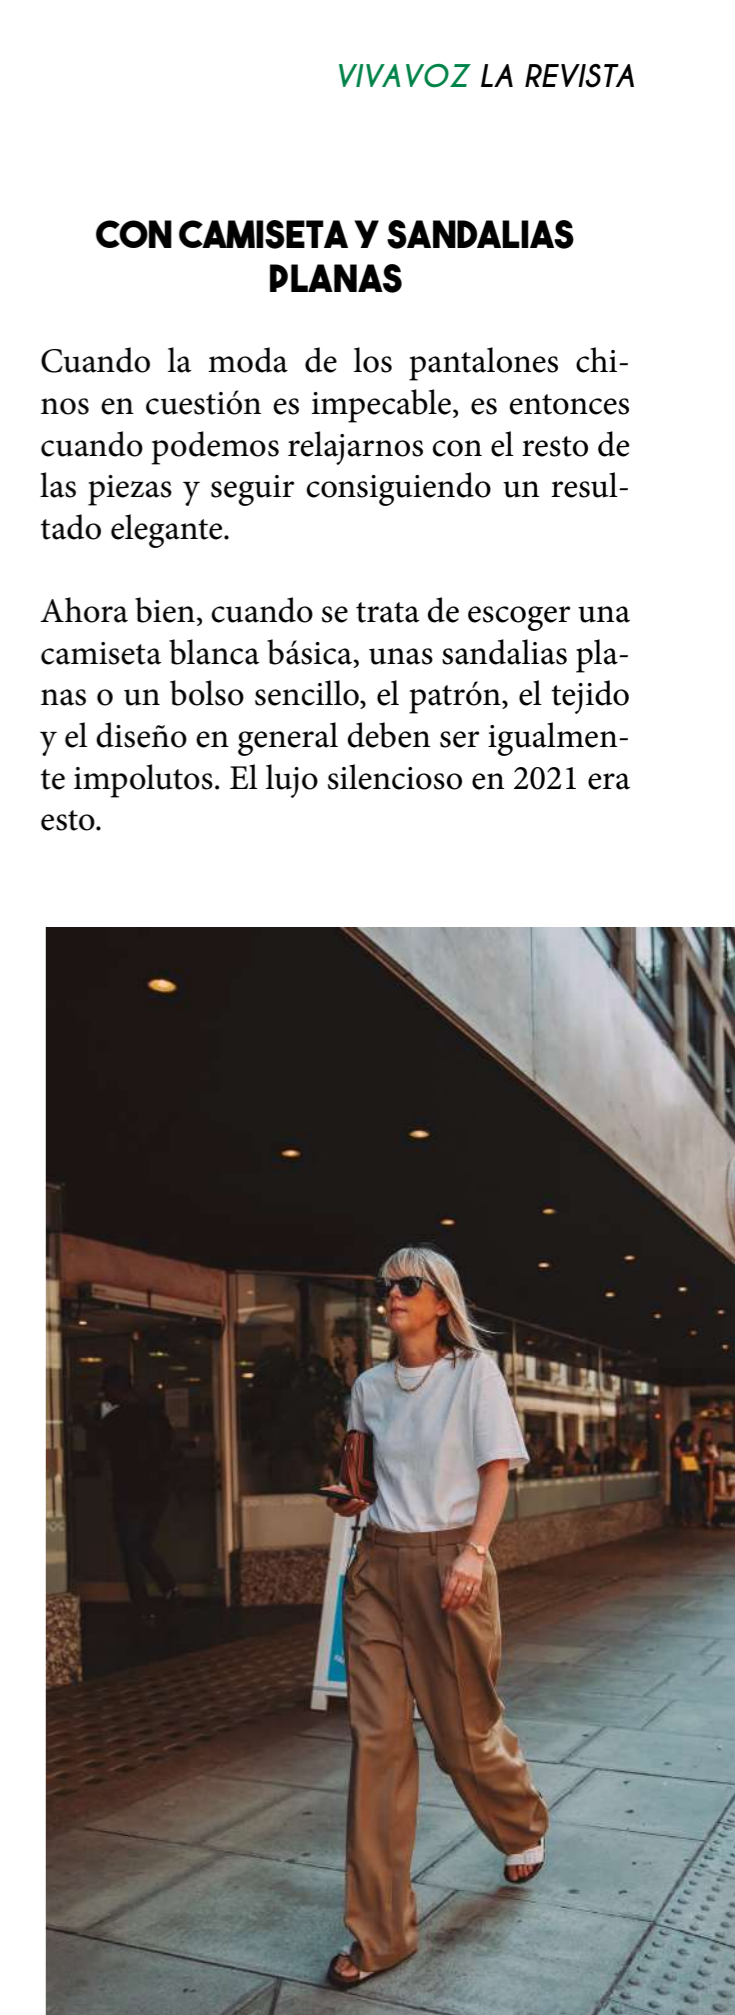 VIVAVOZ LA REVISTA
CON CAMISETA Y SANDALIAS
PLANAS
Cuando la moda de los pantalones chi-
nos en cuestión es impecable, es entonces
cuando podemos relajarnos con el resto de
las piezas y seguir consiguiendo un resul-
tado elegante.
Ahora bien, cuando se trata de escoger una
camiseta blanca básica, unas sandalias pla-
nas o un bolso sencillo, el patrón, el tejido
y el diseño en general deben ser igualmen-
te impolutos. El lujo silencioso en 2021 era
esto.